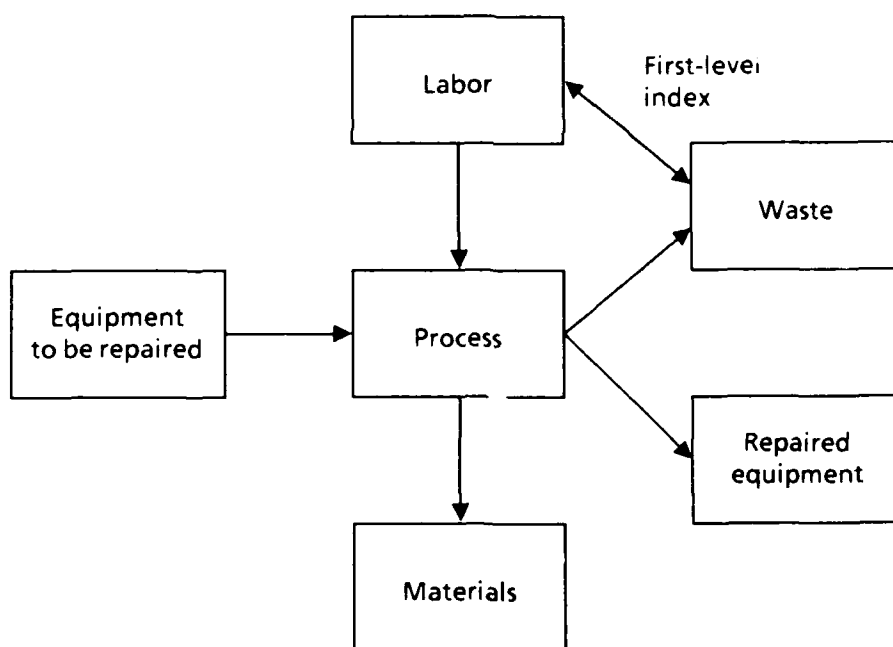 Labor
First-level
index
Waste
Equipment
to be repaired
Process
Repaired
equipment
Materials